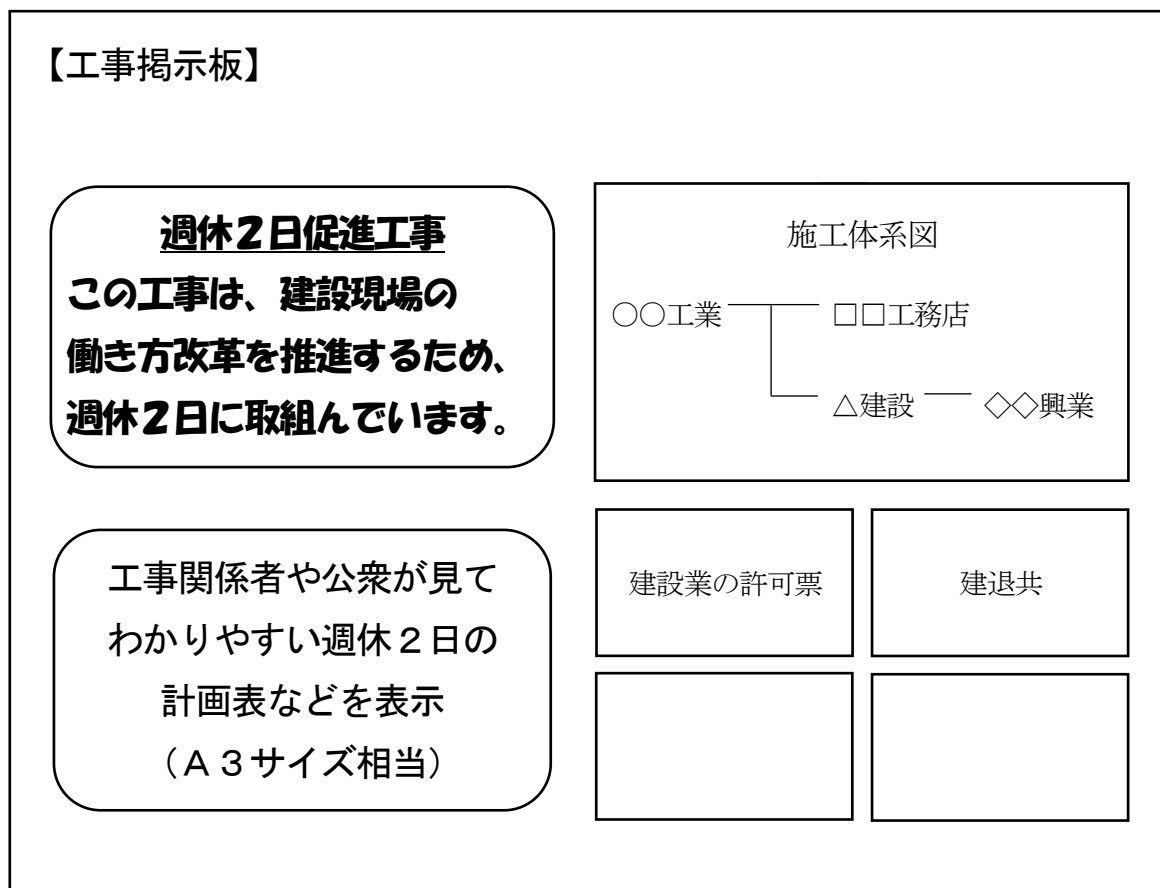 【工事掲示板】
週休２日促進工事
この工事は、建設現場の
働き方改革を推進するため、
週休２日に取組んでいます。
工事関係者や公衆が見て
わかりやすい週休２日の
計画表などを表示
（Ａ３サイズ相当）
施工体系図
○○工業 □□工務店
△建設 ◇◇興業
建設業の許可票
建退共